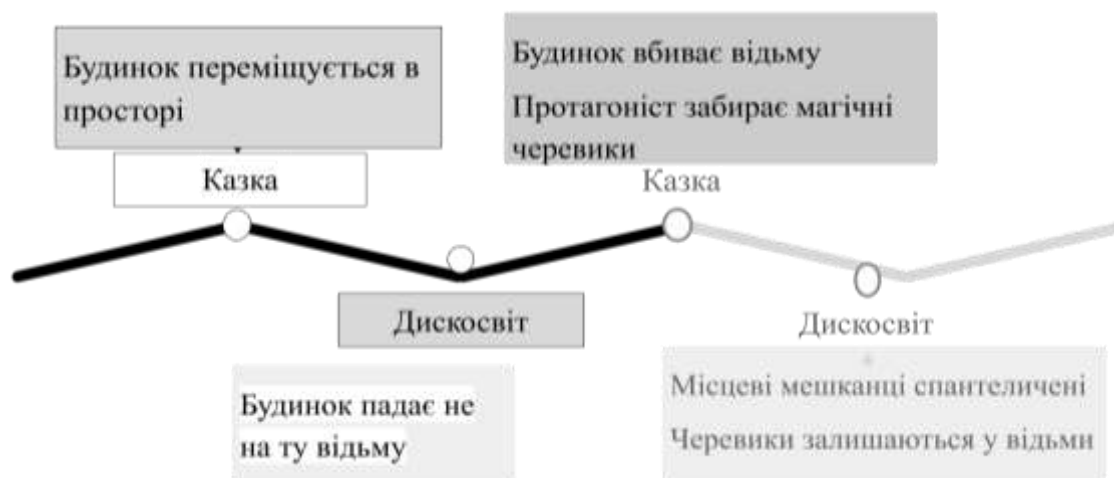 Будинок переміщується в
просторі
Казка
Будинок вбиває відьму
Протагоніст забирає магічні
черевики
Казка
Дискосвіт
Будинок падає не
на ту відьму
Дискосвіт
Місцеві мешканці спантеличені
Черевики залишаються у відьми